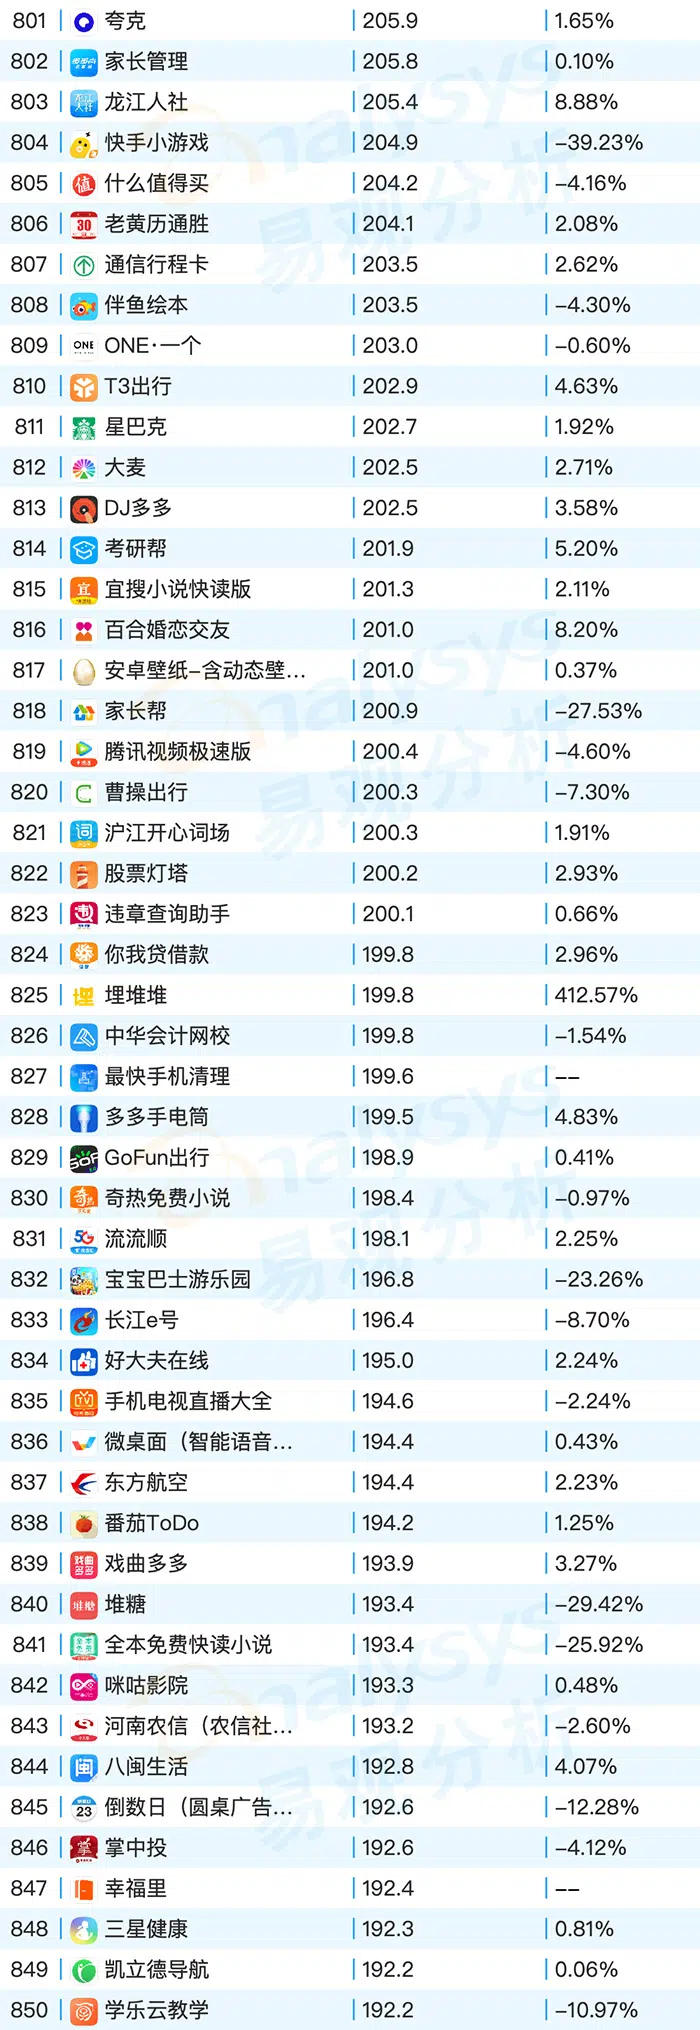 801 夸克 205.9 1.65%
802 家长管理 205.8 0.10%
803 龙江人社 205.4 8.88%
804 快手小游戏 204.9 -39.23%
805 什么值得买 204.2 -4.16%
806 老黄历通胜 204.1 2.08%
807 通信行程卡 203.5 2.62%
808 伴鱼绘本 203.5 -4.30%
809 ONE·一个 203.0 -0.60%
810 T3出行 202.9 4.63%
811 星巴克 202.7 1.92%
812 大麦 202.5 2.71%
813 DJ多多 202.5 3.58%
814 考研帮 201.9 5.20%
815 宜搜小说快读版 201.3 2.11%
816 百合婚恋交友 201.0 8.20%
817 安卓壁纸-含动态壁... 201.0 0.37%
818 家长帮 200.9 -27.53%
819 腾讯视频极速版 200.4 -4.60%
820 曹操出行 200.3 -7.30%
821 沪江开心词场 200.3 1.91%
822 股票灯塔 200.2 2.93%
823 违章查询助手 200.1 0.66%
824 你我贷借款 199.8 2.96%
825 埋堆堆 199.8 412.57%
826 中华会计网校 199.8 -1.54%
827 最快手机清理 199.6 --
828 多多手电筒 199.5 4.83%
829 GoFun出行 198.9 0.41%
830 奇热免费小说 198.4 -0.97%
831 流流顺 198.1 2.25%
832 宝宝巴士游乐园 196.8 -23.26%
833 长江e号 196.4 -8.70%
834 好大夫在线 195.0 2.24%
835 手机电视直播大全 194.6 -2.24%
836 微桌面（智能语音... 194.4 0.43%
837 东方航空 194.4 2.23%
838 番茄ToDo 194.2 1.25%
839 戏曲多多 193.9 3.27%
840 堆糖 193.4 -29.42%
841 全本免费快读小说 193.4 -25.92%
842 咪咕影院 193.3 0.48%
843 河南农信（农信社... 193.2 -2.60%
844 八闽生活 192.8 4.07%
845 倒数日（圆桌广告... 192.6 -12.28%
846 掌中投 192.6 -4.12%
847 幸福里 192.4 --
848 三星健康 192.3 0.81%
849 凯立德导航 192.2 0.06%
850 学乐云教学 192.2 -10.97%